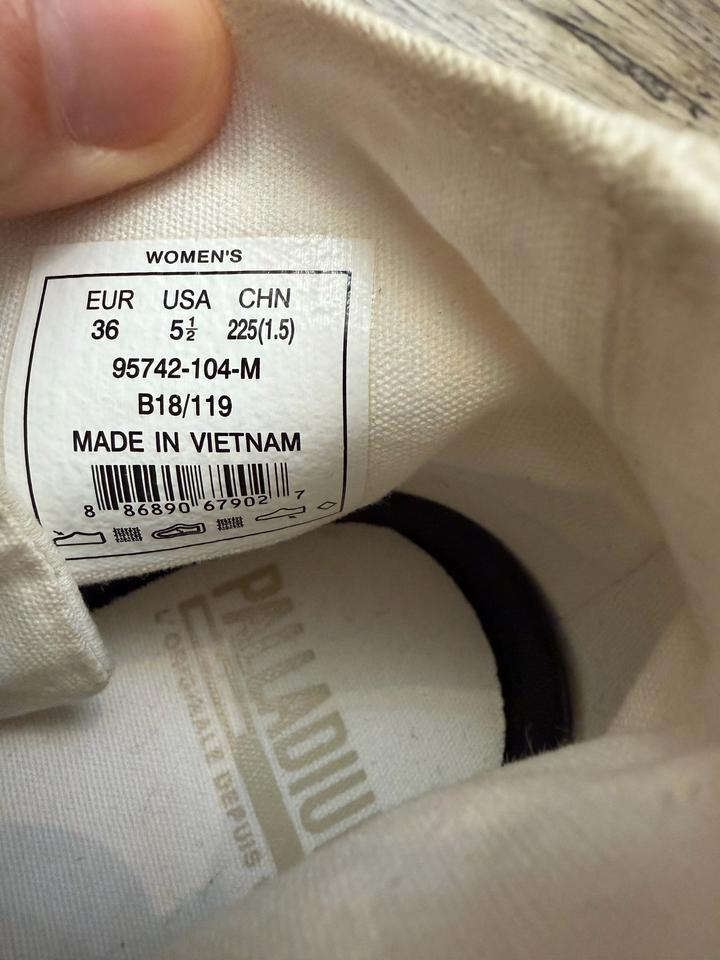 WOMEN'S
EUR USA CHN
36 5½ 225(1.5)
95742-104-M
B18/119
MADE IN VIETNAM
8 86890 67902 7
PALLADIU
L'ORIGINALE DEPUIS